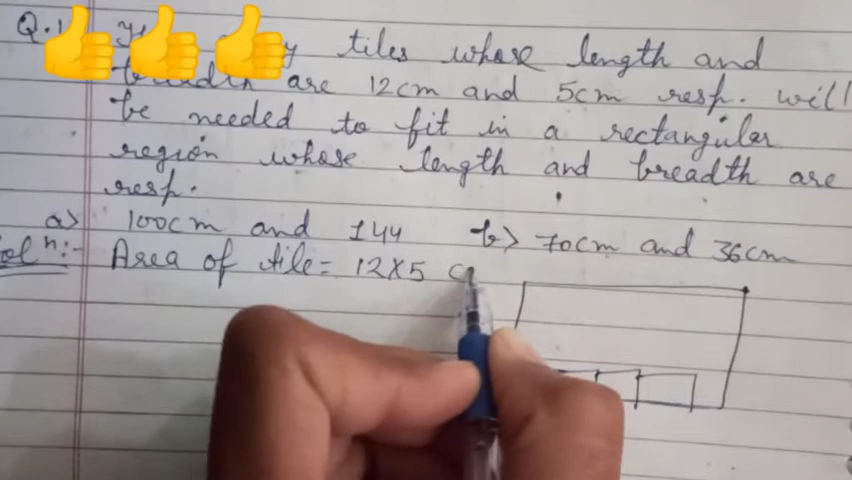 Q.1 y tiles whose length and
are 12cm and 5cm resp. will
be needed to fit in a rectangular
region whose length and breadth are
resp.
a> 100cm and 144 b> 70cm and 36cm
Soln:- Area of tile = 12X5 c